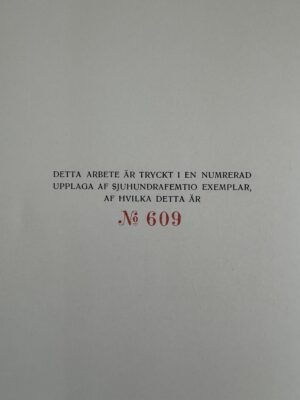 DETTA ARBETE ÄR TRYCKT I EN NUMRERAD
UPPLAGA AF SJUHUNDRAFEMTIO EXEMPLAR,
AF HVILKA DETTA ÄR
№ 609